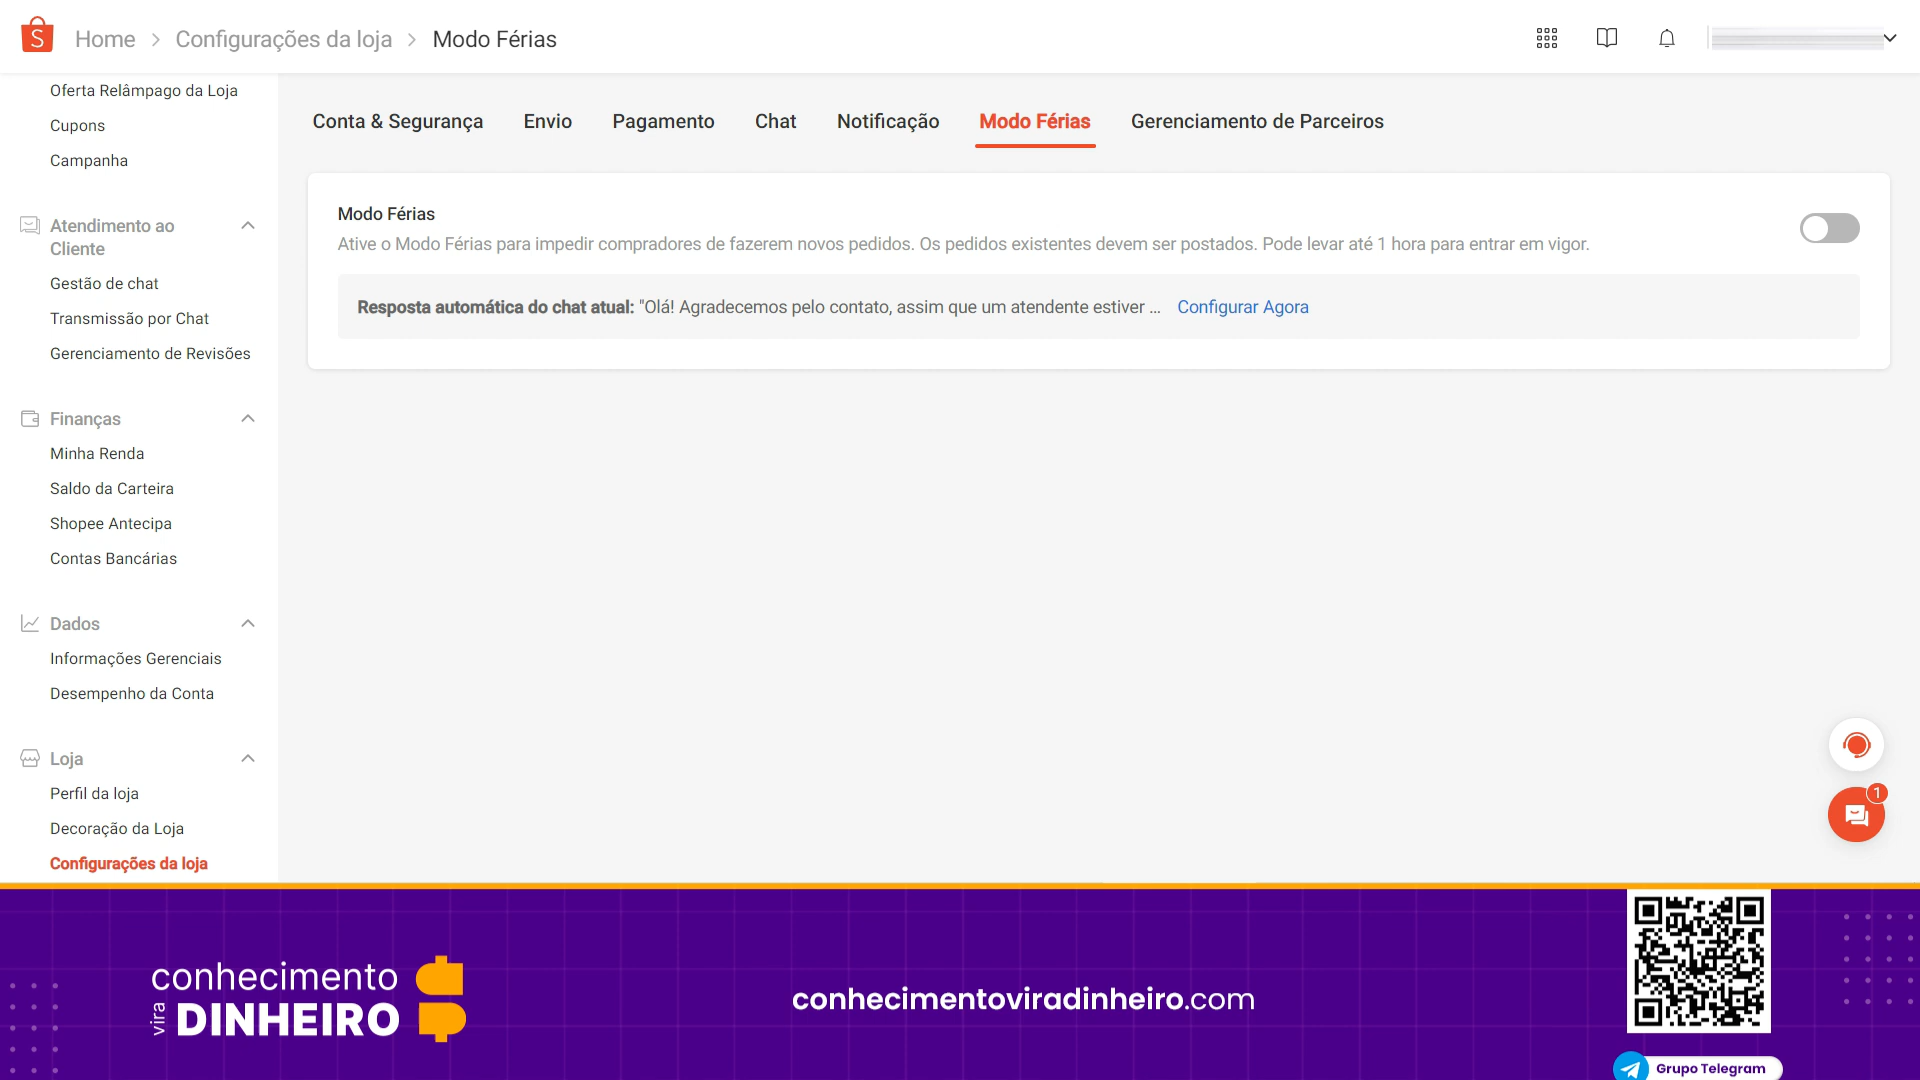 Home > Configurações da loja > Modo Férias
Oferta Relâmpago da Loja
Cupons
Campanha
Atendimento ao
Cliente
Gestão de chat
Transmissão por Chat
Gerenciamento de Revisões
Finanças
Minha Renda
Saldo da Carteira
Shopee Antecipa
Contas Bancárias
Dados
Informações Gerenciais
Desempenho da Conta
Loja
Perfil da loja
Decoração da Loja
Configurações da loja
Conta & Segurança Envio Pagamento Chat Notificação Modo Férias Gerenciamento de Parceiros
Modo Férias
Ative o Modo Férias para impedir compradores de fazerem novos pedidos. Os pedidos existentes devem ser postados. Pode levar até 1 hora para entrar em vigor.
Resposta automática do chat atual: "Olá! Agradecemos pelo contato, assim que um atendente estiver ... Configurar Agora
1
conhecimento
vira DINHEIRO
conhecimentoviradinheiro.com
Grupo Telegram